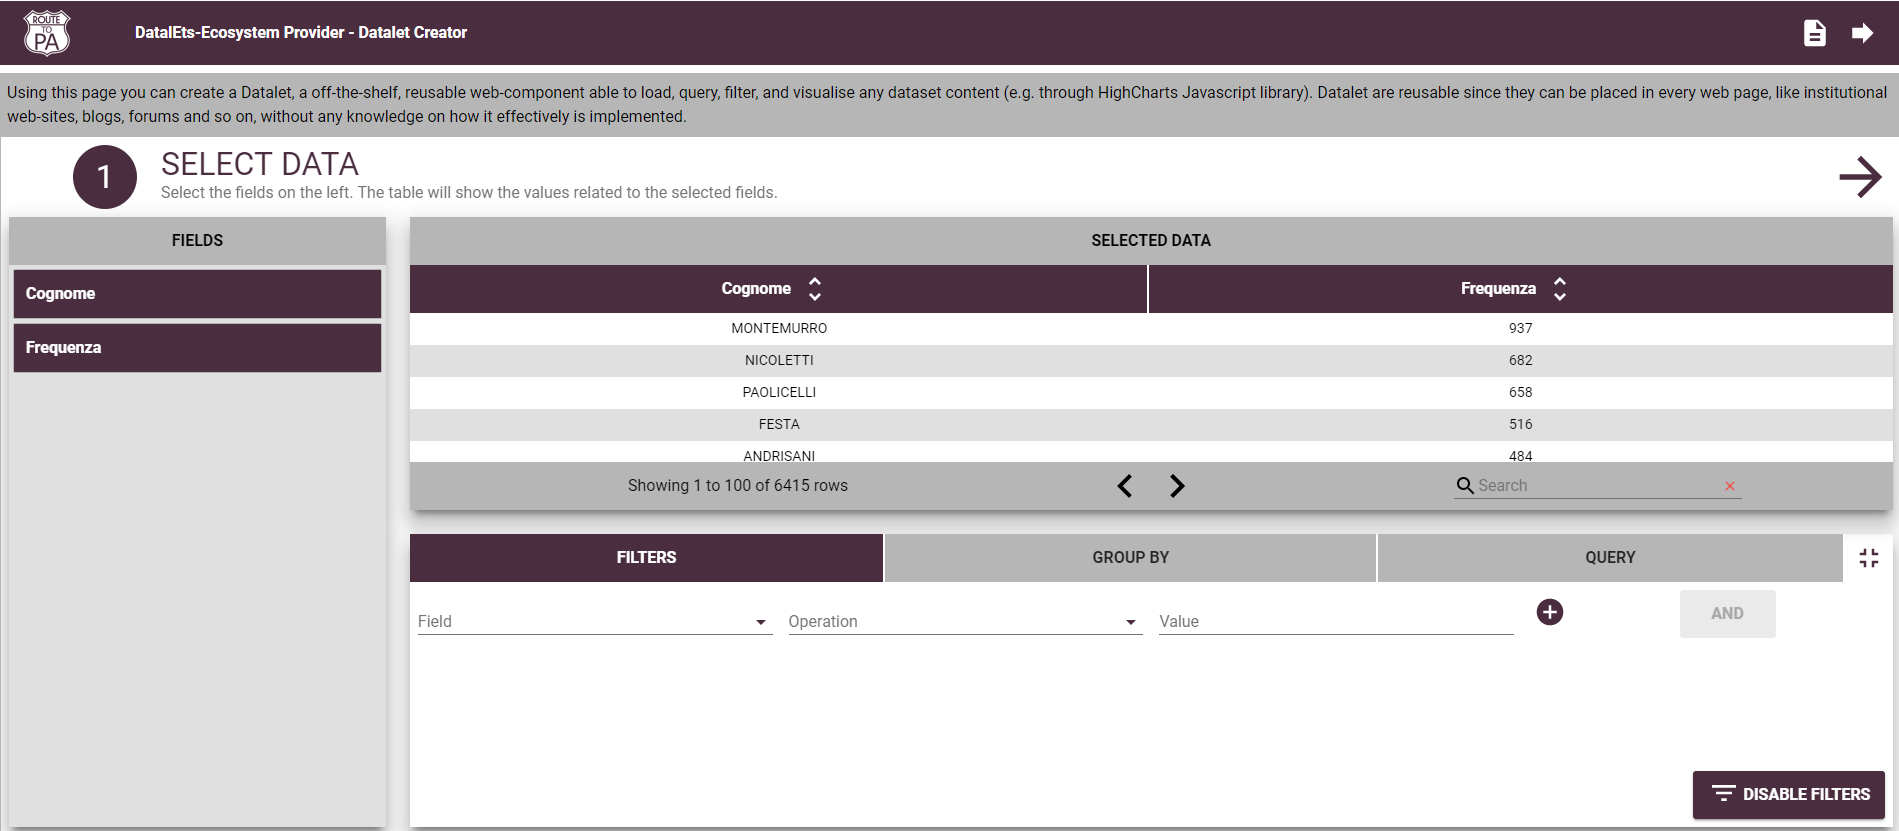 ROUTE
TO
PA
DatalEts-Ecosystem Provider - Datalet Creator
Using this page you can create a Datalet, a off-the-shelf, reusable web-component able to load, query, filter, and visualise any dataset content (e.g. through HighCharts Javascript library). Datalet are reusable since they can be placed in every web page, like institutional
web-sites, blogs, forums and so on, without any knowledge on how it effectively is implemented.
1
SELECT DATA
Select the fields on the left. The table will show the values related to the selected fields.
FIELDS
Cognome
Frequenza
SELECTED DATA
Cognome Frequenza
MONTEMURRO 937
NICOLETTI 682
PAOLICELLI 658
FESTA 516
ANDRISANI 484
Showing 1 to 100 of 6415 rows Search
FILTERS GROUP BY QUERY
Field Operation Value AND
DISABLE FILTERS